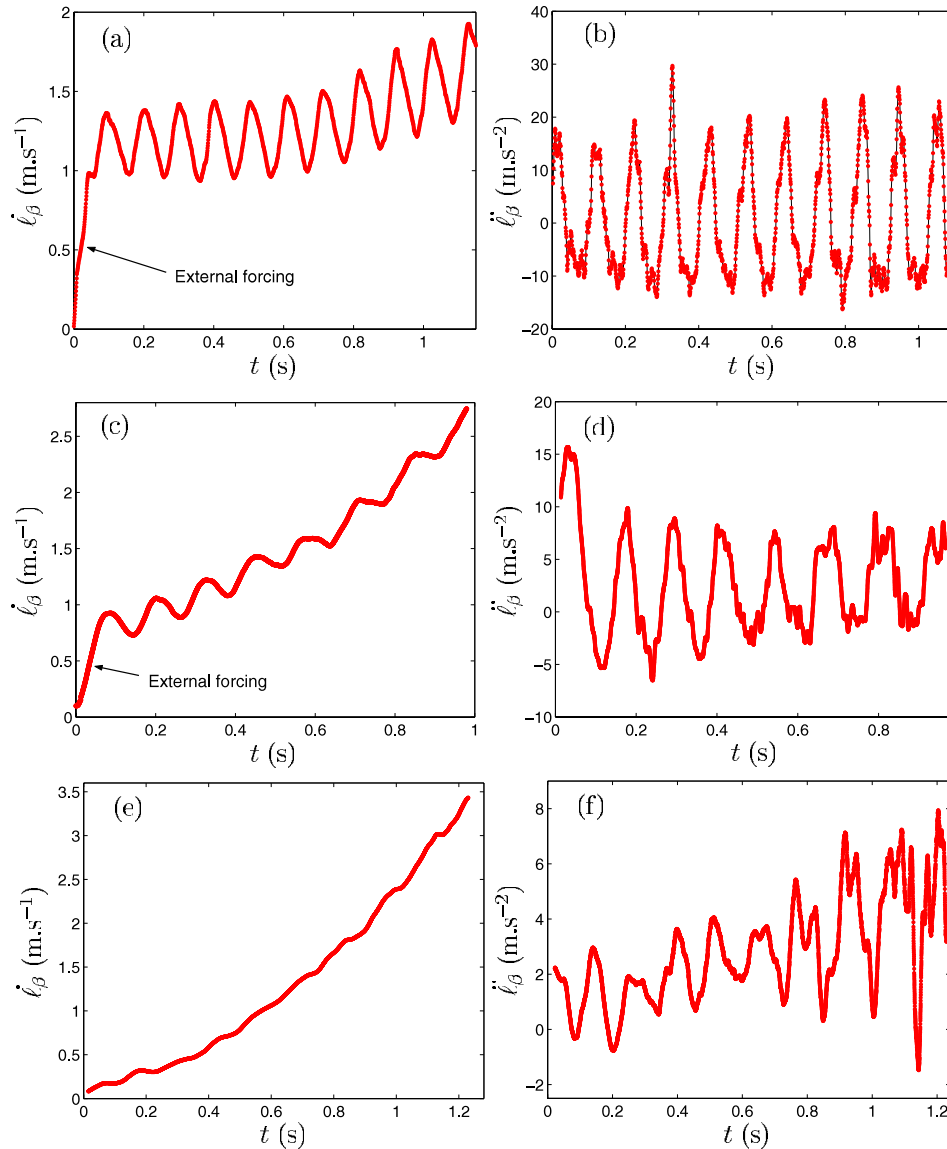 (a)
2
1.5
1
0.5
0
ℓ̇_β (m.s⁻¹)
External forcing
0 0.2 0.4 0.6 0.8 1
t (s)
(b)
40
30
20
10
0
−10
−20
ℓ̈_β (m.s⁻²)
0 0.2 0.4 0.6 0.8 1
t (s)
(c)
2.5
2
1.5
1
0.5
0
ℓ̇_β (m.s⁻¹)
External forcing
0 0.2 0.4 0.6 0.8 1
t (s)
(d)
20
15
10
5
0
−5
−10
ℓ̈_β (m.s⁻²)
0 0.2 0.4 0.6 0.8
t (s)
(e)
3.5
3
2.5
2
1.5
1
0.5
0
ℓ̇_β (m.s⁻¹)
0 0.2 0.4 0.6 0.8 1 1.2
t (s)
(f)
8
6
4
2
0
−2
ℓ̈_β (m.s⁻²)
0 0.2 0.4 0.6 0.8 1 1.2
t (s)